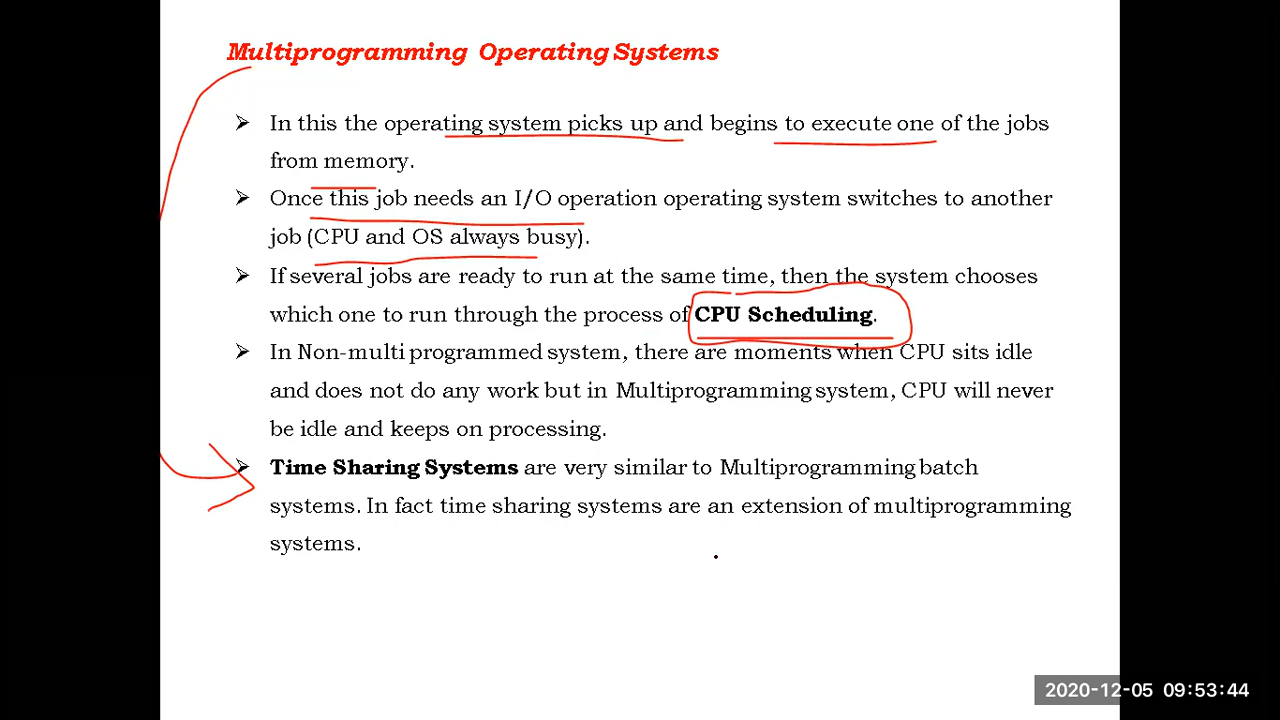 Multiprogramming Operating Systems
➢ In this the operating system picks up and begins to execute one of the jobs
from memory.
➢ Once this job needs an I/O operation operating system switches to another
job (CPU and OS always busy).
➢ If several jobs are ready to run at the same time, then the system chooses
which one to run through the process of CPU Scheduling.
➢ In Non-multiprogrammed system, there are moments when CPU sits idle
and does not do any work but in Multiprogramming system, CPU will never
be idle and keeps on processing.
➢ Time Sharing Systems are very similar to Multiprogramming batch
systems. In fact time sharing systems are an extension of multiprogramming
systems.
2020-12-05 09:53:44